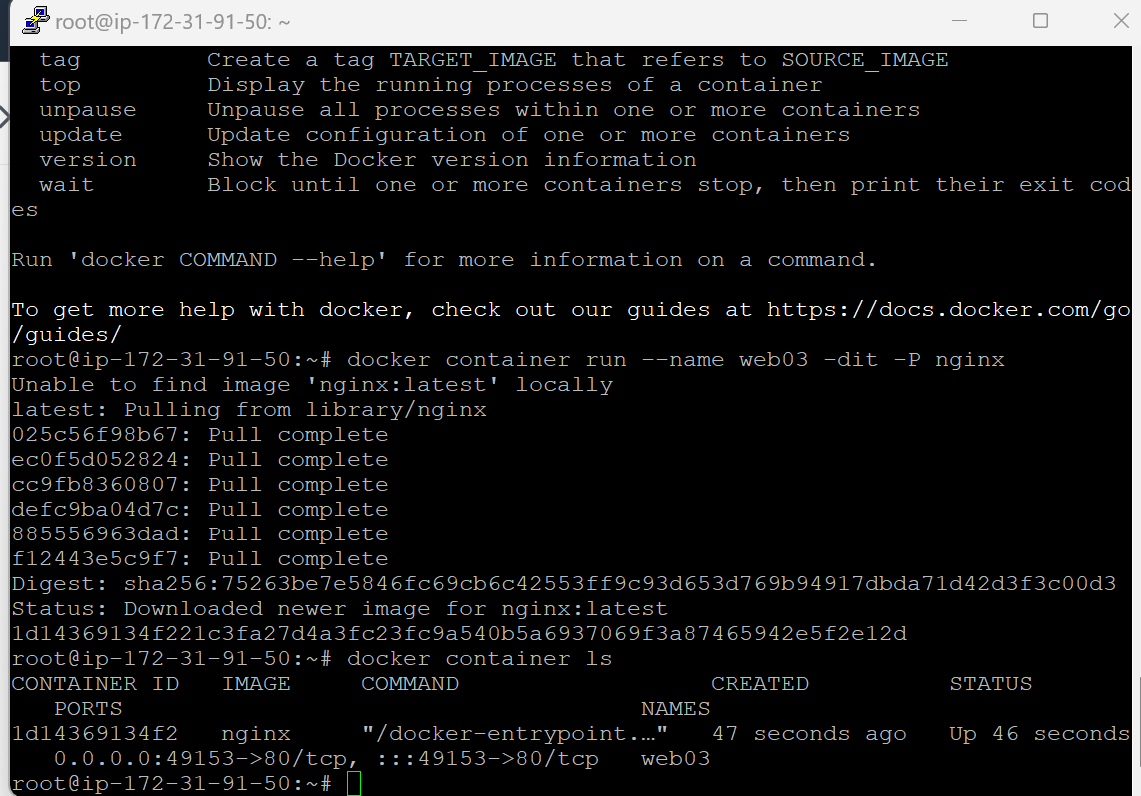 root@ip-172-31-91-50: ~
tag Create a tag TARGET_IMAGE that refers to SOURCE_IMAGE
top Display the running processes of a container
unpause Unpause all processes within one or more containers
update Update configuration of one or more containers
version Show the Docker version information
wait Block until one or more containers stop, then print their exit cod
es
Run 'docker COMMAND --help' for more information on a command.
To get more help with docker, check out our guides at https://docs.docker.com/go
/guides/
root@ip-172-31-91-50:~# docker container run --name web03 -dit -P nginx
Unable to find image 'nginx:latest' locally
latest: Pulling from library/nginx
025c56f98b67: Pull complete
ec0f5d052824: Pull complete
cc9fb8360807: Pull complete
defc9ba04d7c: Pull complete
885556963dad: Pull complete
f12443e5c9f7: Pull complete
Digest: sha256:75263be7e5846fc69cb6c42553ff9c93d653d769b94917dbda71d42d3f3c00d3
Status: Downloaded newer image for nginx:latest
1d14369134f221c3fa27d4a3fc23fc9a540b5a6937069f3a87465942e5f2e12d
root@ip-172-31-91-50:~# docker container ls
CONTAINER ID IMAGE COMMAND CREATED STATUS
PORTS NAMES
1d14369134f2 nginx "/docker-entrypoint.…" 47 seconds ago Up 46 seconds
0.0.0.0:49153->80/tcp, :::49153->80/tcp web03
root@ip-172-31-91-50:~#